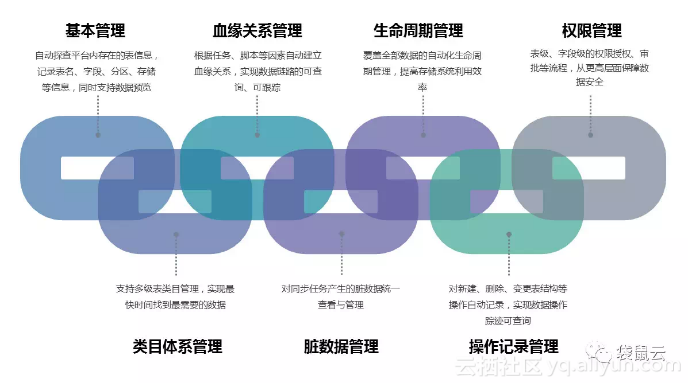 基本管理
自动探查平台内存在的表信息，
记录表名、字段、分区、存储
等信息，同时支持数据预览
血缘关系管理
根据任务、脚本等因素自动建立
血缘关系，实现数据链路的可查
询、可跟踪
生命周期管理
覆盖全部数据的自动化生命周
期管理，提高存储系统利用效
率
权限管理
表级、字段级的权限授权、审
批等流程，从更高层面保障数
据安全
支持多级表类目管理，实现最
快时间找到最需要的数据
类目体系管理
对同步任务产生的脏数据统一
查看与管理
脏数据管理
对新建、删除、变更表结构等
操作自动记录，实现数据操作
踪迹可查询
操作记录管理
袋鼠云
云栖社区 yq.aliyun.com